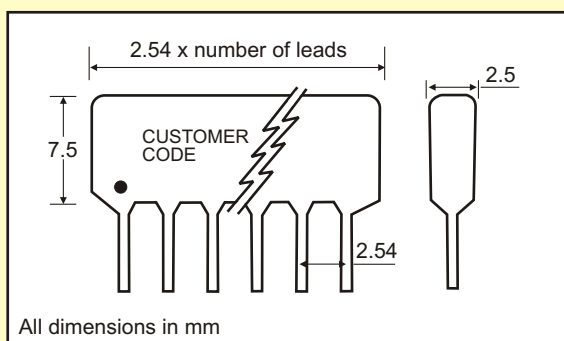 2.54 x number of leads
2.5
7.5
CUSTOMER
CODE
2.54
All dimensions in mm